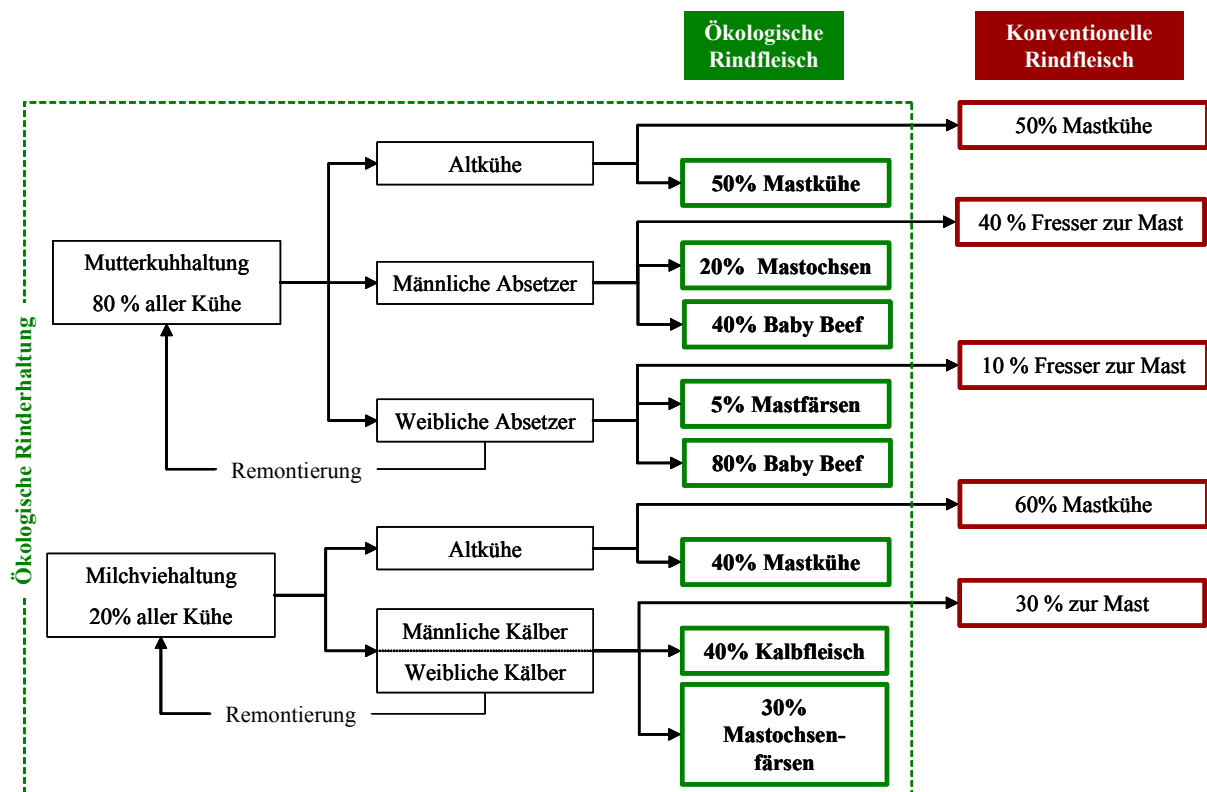 Ökologische
Rindfleisch
Konventionelle
Rindfleisch
50% Mastkühe
Altkühe
50% Mastkühe
40 % Fresser zur Mast
Mutterkuhhaltung
80 % aller Kühe
Männliche Absetzer
20% Mastochsen
40% Baby Beef
10 % Fresser zur Mast
Weibliche Absetzer
5% Mastfärsen
80% Baby Beef
Remontierung
Ökologische Rinderhaltung
60% Mastkühe
Altkühe
40% Mastkühe
Milchviehaltung
20% aller Kühe
30 % zur Mast
Männliche Kälber
Weibliche Kälber
40% Kalbfleisch
Remontierung
30%
Mastochsen-
färsen